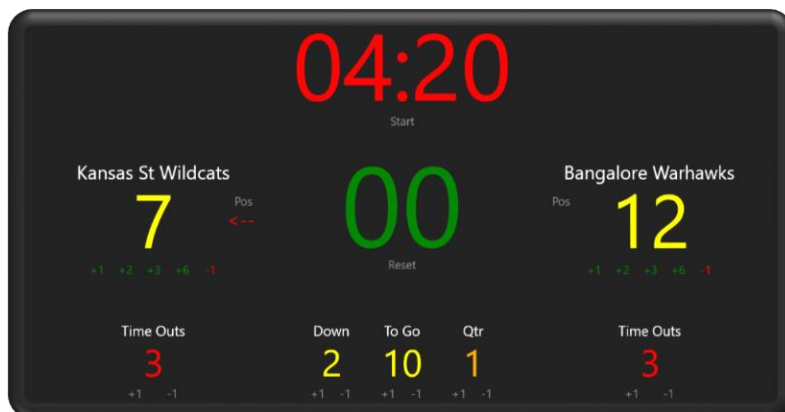 04:20
Start
Kansas St Wildcats
7
Pos
<--
+1 +2 +3 +6 -1
00
Reset
Bangalore Warhawks
Pos
12
+1 +2 +3 +6 -1
Time Outs
3
+1 -1
Down To Go Qtr
2 10 1
+1 -1 +1 -1 +1 -1
Time Outs
3
+1 -1